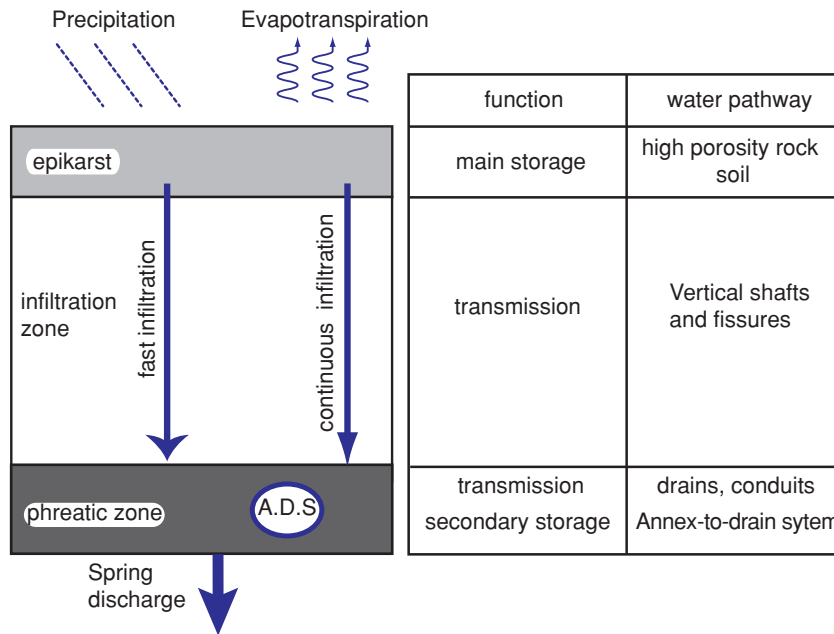 Precipitation
Evapotranspiration
function
water pathway
epikarst
main storage
high porosity rock
soil
infiltration
zone
fast infiltration
continuous infiltration
transmission
Vertical shafts
and fissures
phreatic zone
A.D.S
transmission
drains, conduits
secondary storage
Annex-to-drain sytem
Spring
discharge